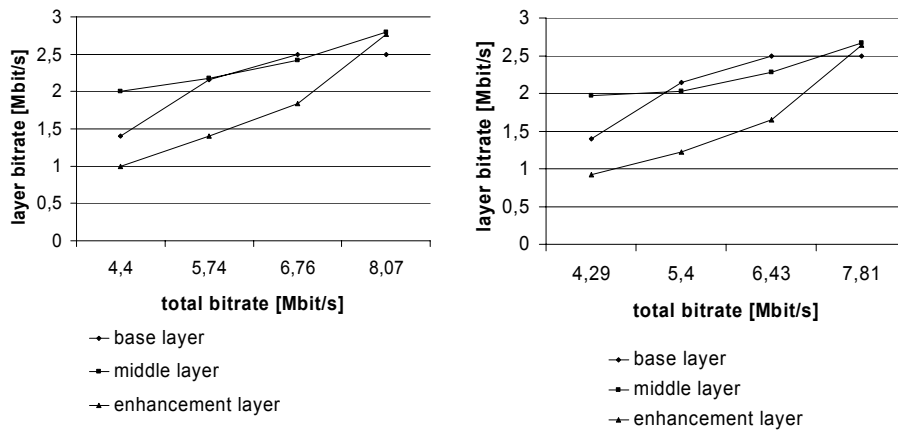 layer bitrate [Mbit/s]
3
2,5
2
1,5
1
0,5
0
4,4 5,74 6,76 8,07
total bitrate [Mbit/s]
base layer
middle layer
enhancement layer
layer bitrate [Mbit/s]
3
2,5
2
1,5
1
0,5
0
4,29 5,4 6,43 7,81
total bitrate [Mbit/s]
base layer
middle layer
enhancement layer